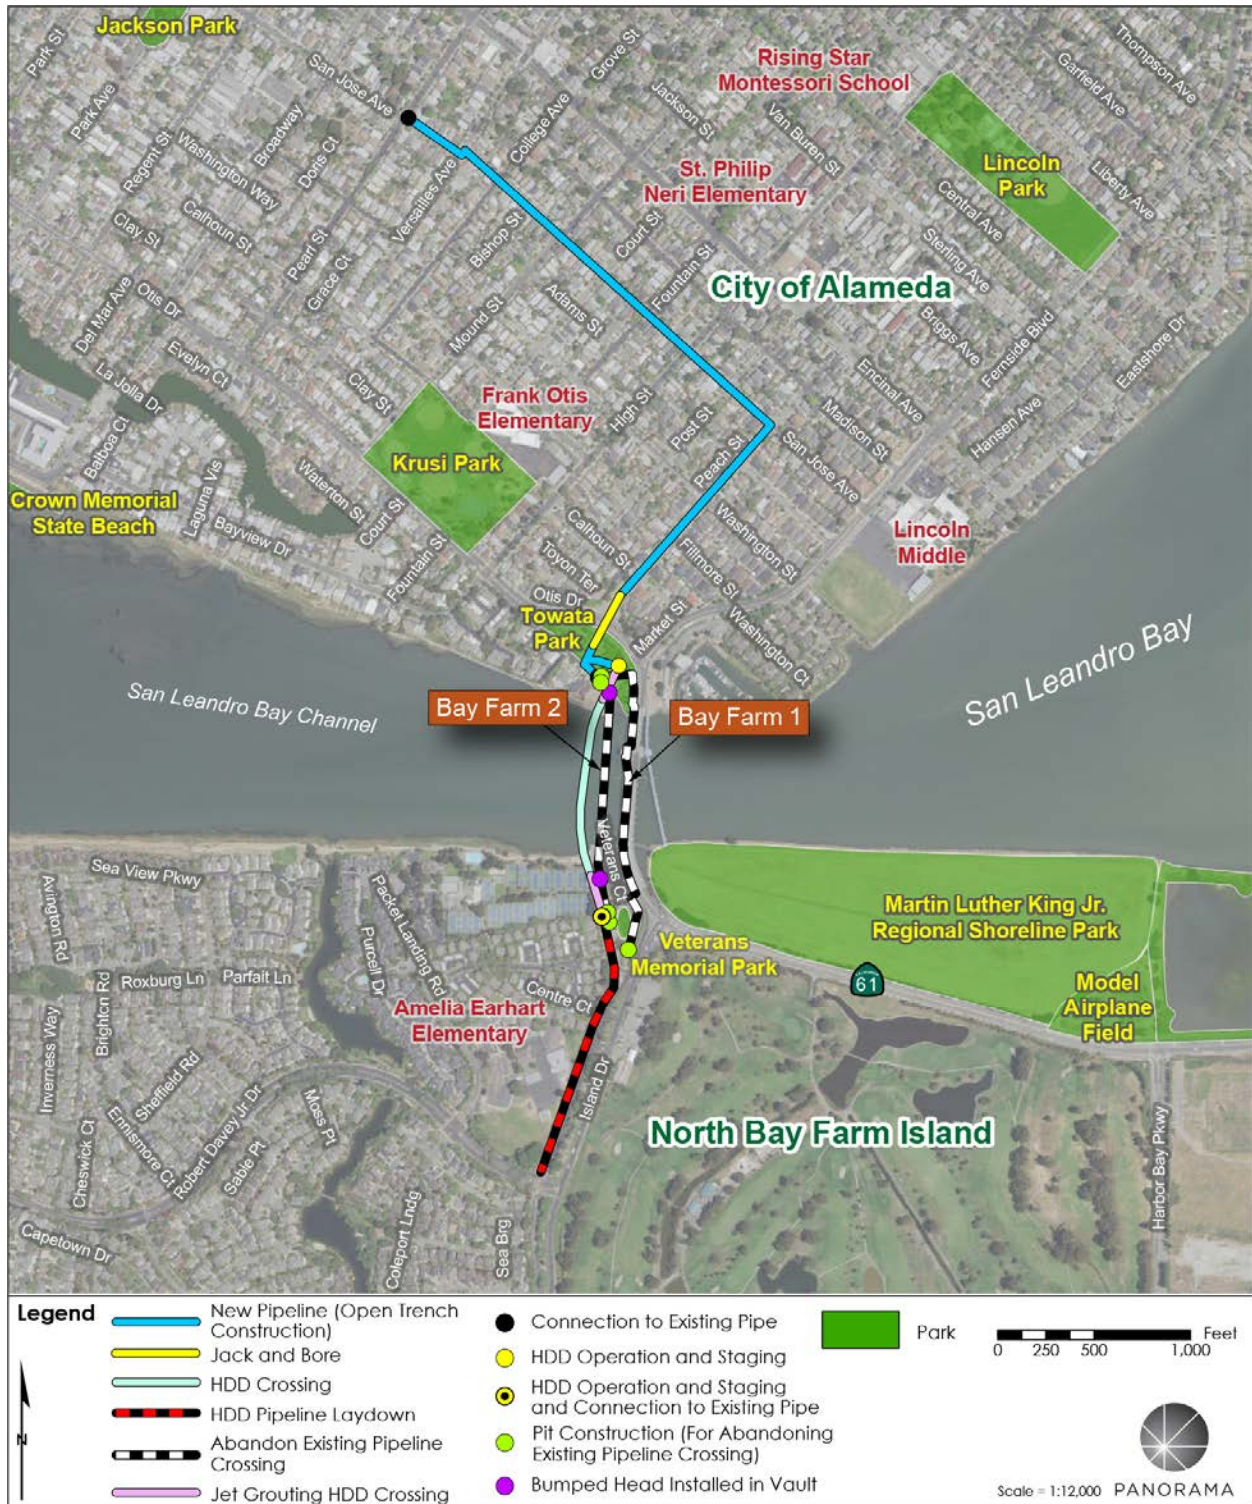 Jackson Park
Park St
San Jose Ave
Grove St
Thompson Ave
Garfield Ave
Rising Star
Montessori School
Park Ave
Broadway
Doris Ct
College Ave
Jackson St
Van Buren St
Regent St
Washington Way
Versailles Ave
St. Philip
Neri Elementary
Lincoln
Park
Liberty Ave
Central Ave
Clay St
Calhoun St
Pearl St
Grace Ct
Bishop St
Court St
Fountain St
Sterling Ave
City of Alameda
Del Mar Ave
Otis Dr
Evelyn Ct
La Jolla Dr
Mound St
Adams St
Briggs Ave
Fernside Blvd
Eastshore Dr
Clay St
Frank Otis
Elementary
High St
Post St
Peach St
Encinal Ave
Madison St
Hansen Ave
San Jose Ave
Balboa Ct
Krusi Park
Laguna Vis
Waterton St
Court St
Crown Memorial
State Beach
Bayview Dr
Fountain St
Calhoun St
Toyon Ter
Fillmore St
Washington St
Lincoln
Middle
Otis Dr
Towata
Park
Market St
Washington Ct
San Leandro Bay
San Leandro Bay Channel
Bay Farm 2
Bay Farm 1
Veterans Ct
Sea View Pkwy
Avington Rd
Packet Landing Rd
Purcell Dr
Martin Luther King Jr.
Regional Shoreline Park
Veterans
Memorial Park
Roxburg Ln
Parfait Ln
Brighton Rd
Centre Ct
61
Model
Airplane
Field
Amelia Earhart
Elementary
Inverness Way
Sheffield Rd
Island Dr
Moss Pt
Cheswick Ct
Ennismore Ct
Robert Davey Jr Dr
Sable Pt
North Bay Farm Island
Harbor Bay Pkwy
Capetown Dr
Coleport Lndg
Sea Brg
Legend
New Pipeline (Open Trench
Construction)
Jack and Bore
HDD Crossing
HDD Pipeline Laydown
Abandon Existing Pipeline
Crossing
Jet Grouting HDD Crossing
Connection to Existing Pipe
HDD Operation and Staging
HDD Operation and Staging
and Connection to Existing Pipe
Pit Construction (For Abandoning
Existing Pipeline Crossing)
Bumped Head Installed in Vault
Park
Feet
0 250 500 1,000
N
Scale = 1:12,000 PANORAMA